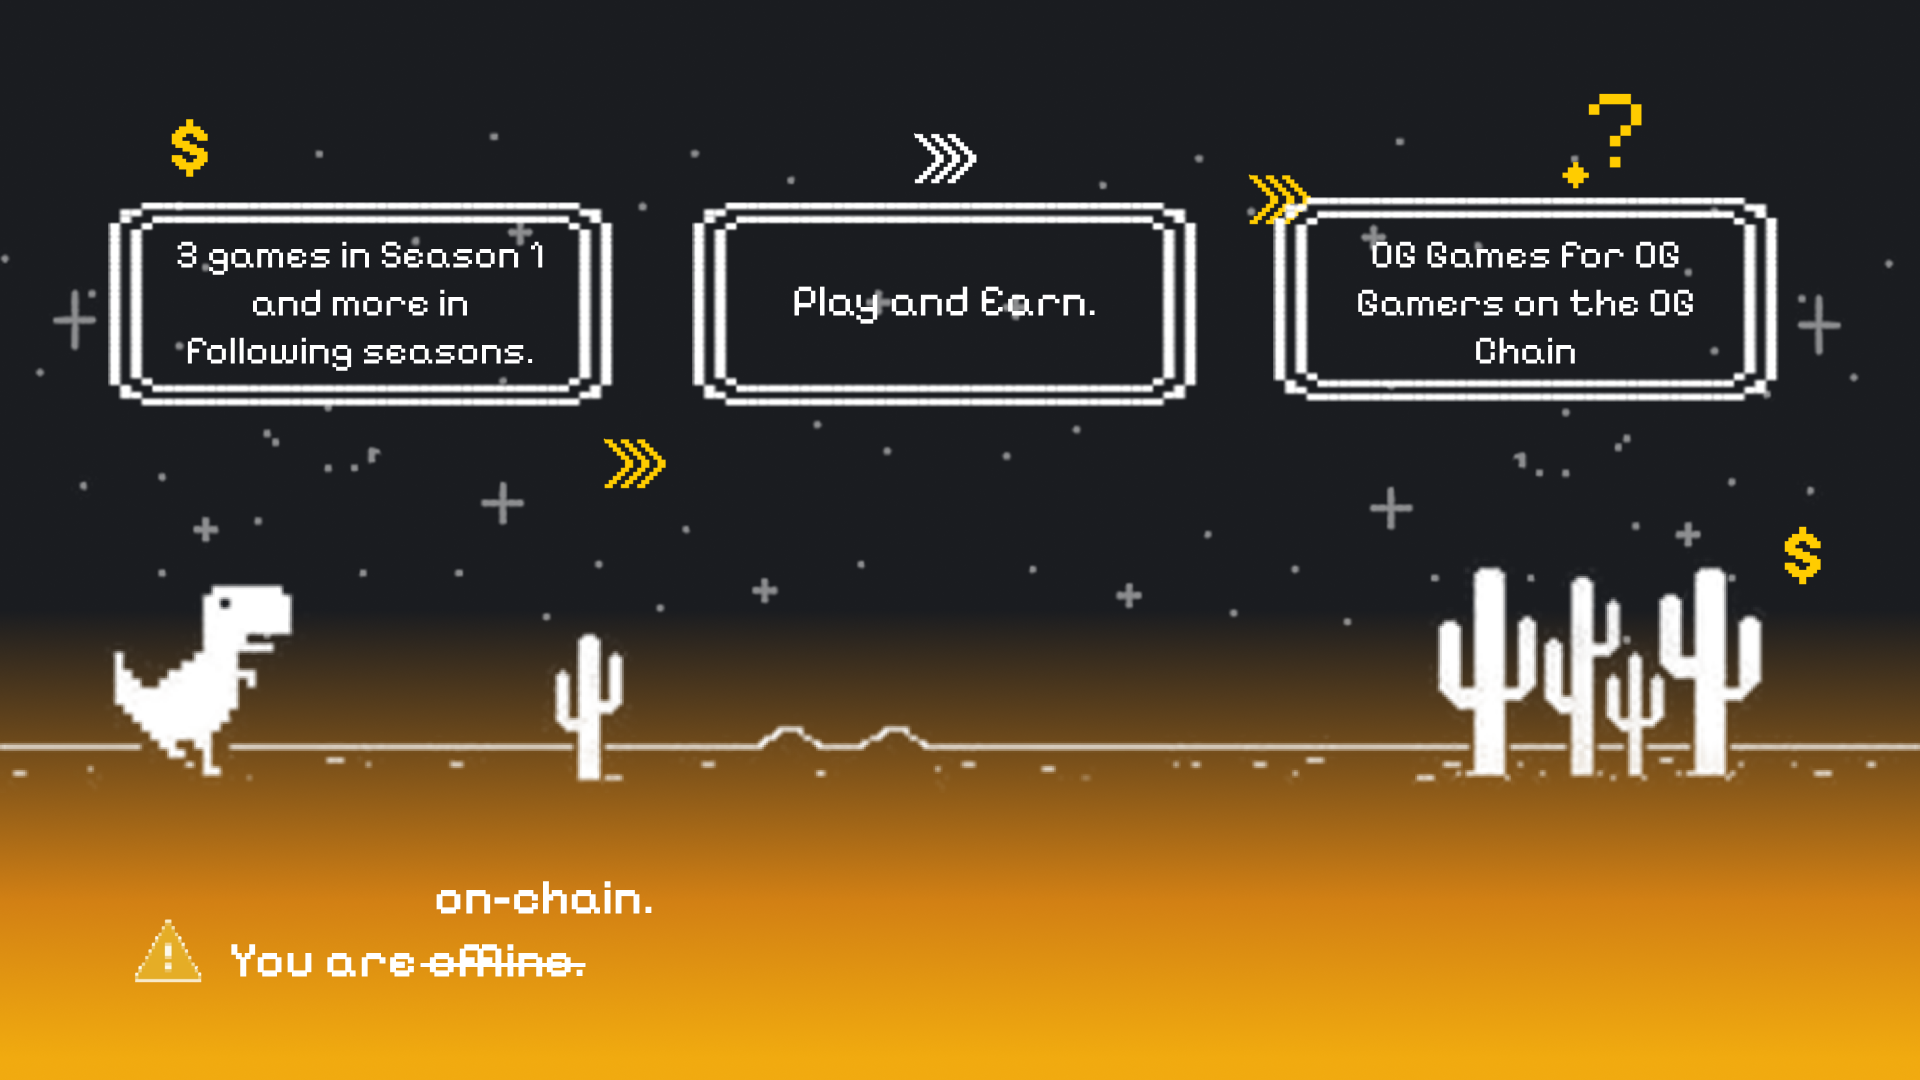 3 games in Season 1
and more in
following seasons.
Play and Earn.
OG Games for OG
Gamers on the OG
Chain
on-chain.
You are offline.